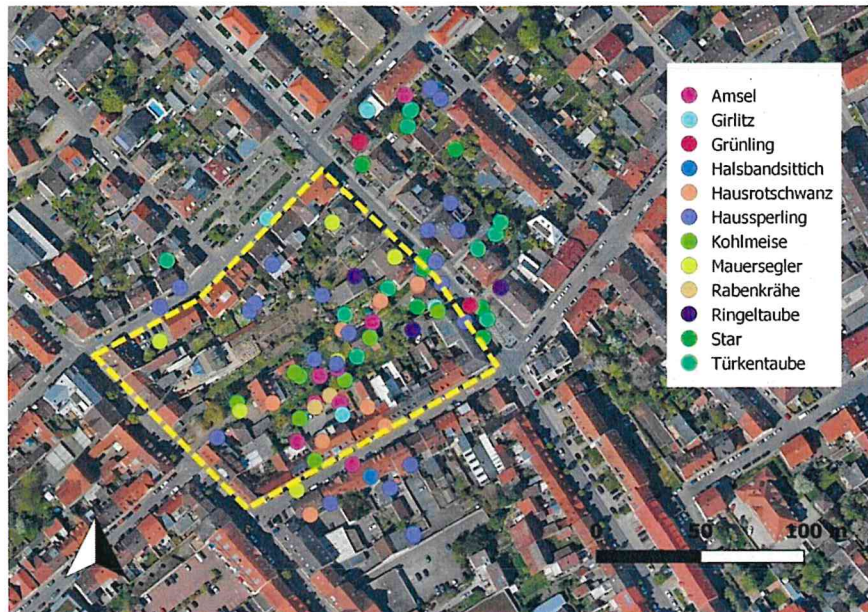 Amsel
Girlitz
Grünling
Halsbandsittich
Hausrotschwanz
Haussperling
Kohlmeise
Mauersegler
Rabenkrähe
Ringeltaube
Star
Türkentaube
0 50 100 m